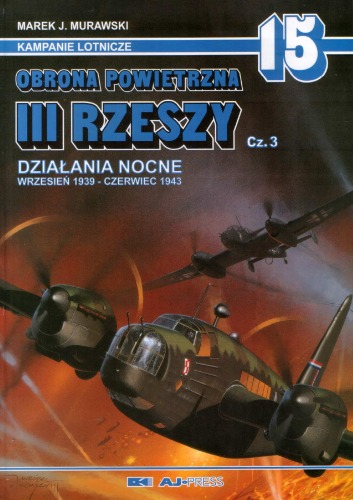 MAREK J. MURAWSKI
KAMPANIE LOTNICZE
15
OBRONA POWIETRZNA
III RZESZY Cz. 3
DZIAŁANIA NOCNE
WRZESIEŃ 1939 - CZERWIEC 1943
AJ-PRESS